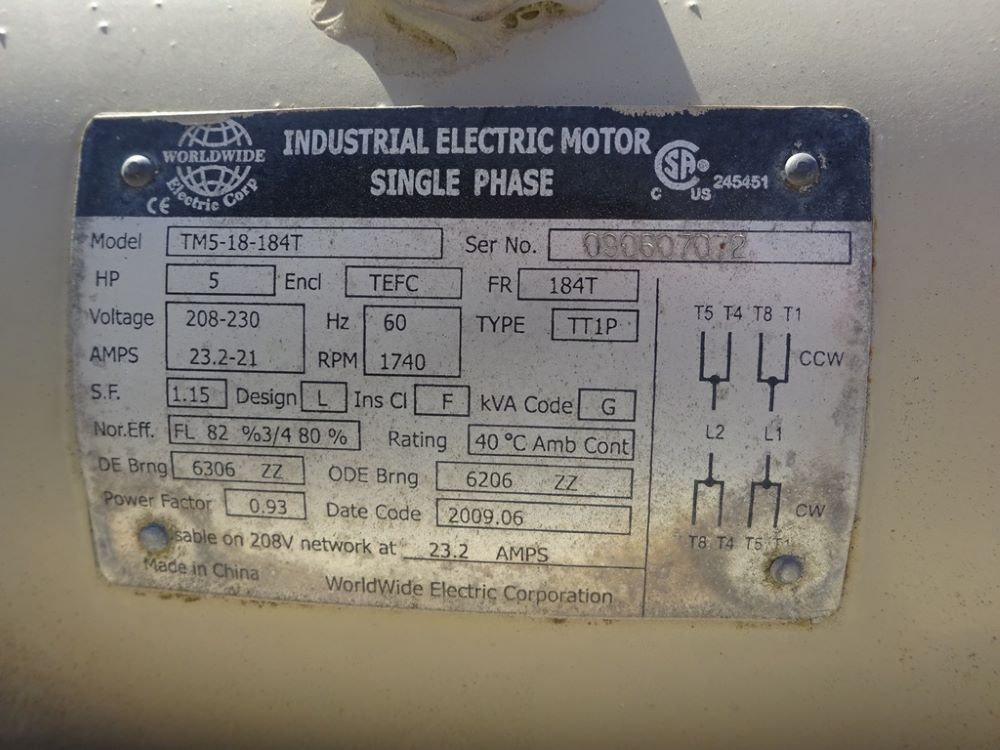 WORLDWIDE
Electric Corp
CE
INDUSTRIAL ELECTRIC MOTOR
SINGLE PHASE
CSA ®
C US 245451
Model TM5-18-184T Ser No. 090607072
HP 5 Encl TEFC FR 184T
Voltage 208-230 Hz 60 TYPE TT1P
AMPS 23.2-21 RPM 1740
S.F. 1.15 Design L Ins Cl F kVA Code G
Nor.Eff. FL 82 %3/4 80 % Rating 40 °C Amb Cont
DE Brng 6306 ZZ ODE Brng 6206 ZZ
Power Factor 0.93 Date Code 2009.06
sable on 208V network at 23.2 AMPS
Made in China WorldWide Electric Corporation
T5 T4 T8 T1
CCW
L2 L1
CW
T8 T4 T5 T1